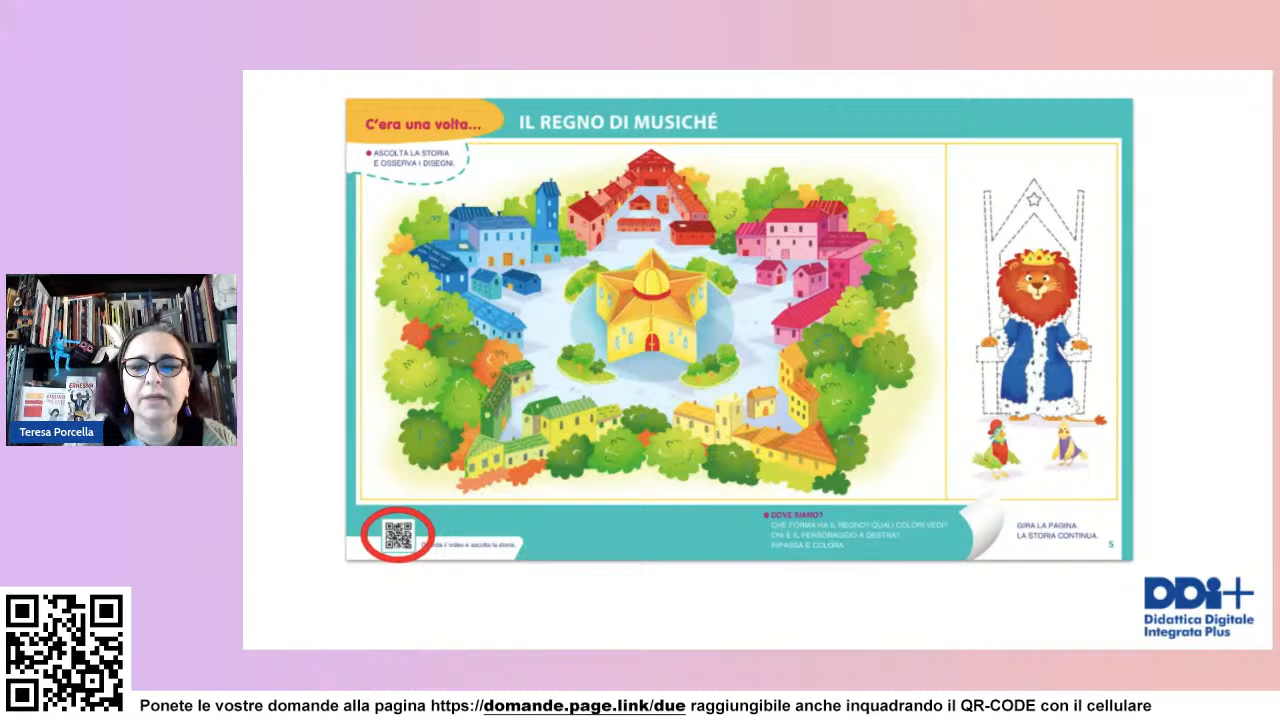 C'era una volta...
IL REGNO DI MUSICHÉ
ASCOLTA LA STORIA
E OSSERVA I DISEGNI.
ERNESTO
Teresa Porcella
il video e ascolta la storia.
DOVE SIAMO?
CHE FORMA HA IL REGNO? QUALI COLORI VEDI?
CHI È IL PERSONAGGIO A DESTRA?
RIPASSA E COLORA
GIRA LA PAGINA.
LA STORIA CONTINUA.
5
DDi+
Didattica Digitale
Integrata Plus
Ponete le vostre domande alla pagina https://domande.page.link/due raggiungibile anche inquadrando il QR-CODE con il cellulare